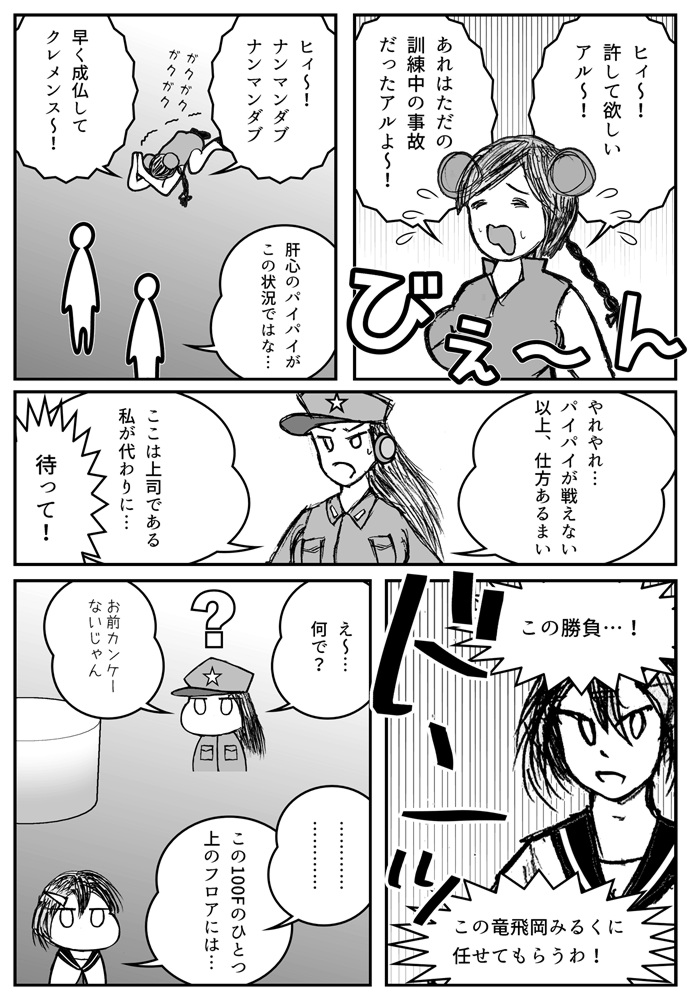 ヒィ～！
許して欲しい
アル～！
あれはただの
訓練中の事故
だったアルよ～！
びぇ～ん
ヒィ～！
ナンマンダブ
ナンマンダブ
ガクガク
ガクガク
早く成仏して
クレメンス～！
肝心のパイパイが
この状況ではな…
やれやれ…
パイパイが戦えない
以上、仕方あるまい
ここは上司である
私が代わりに…
待って！
この勝負…！
ドーーッ
この竜飛岡みるくに
任せてもらうわ！
え～…
何で？
？
お前カンケー
ないじゃん
…………
この100Fのひとつ
上のフロアには…